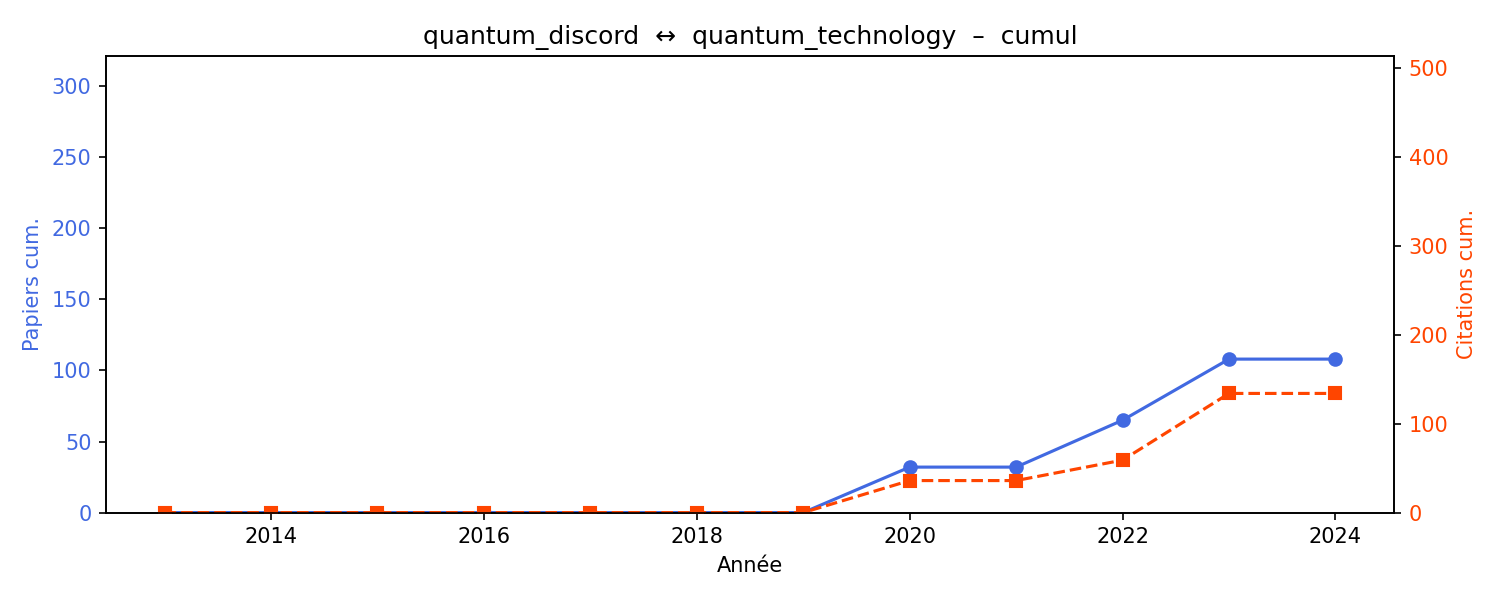 quantum_discord ↔ quantum_technology – cumul
300
250
200
150
100
50
0
Papiers cum.
500
400
300
200
100
0
Citations cum.
2014 2016 2018 2020 2022 2024
Année